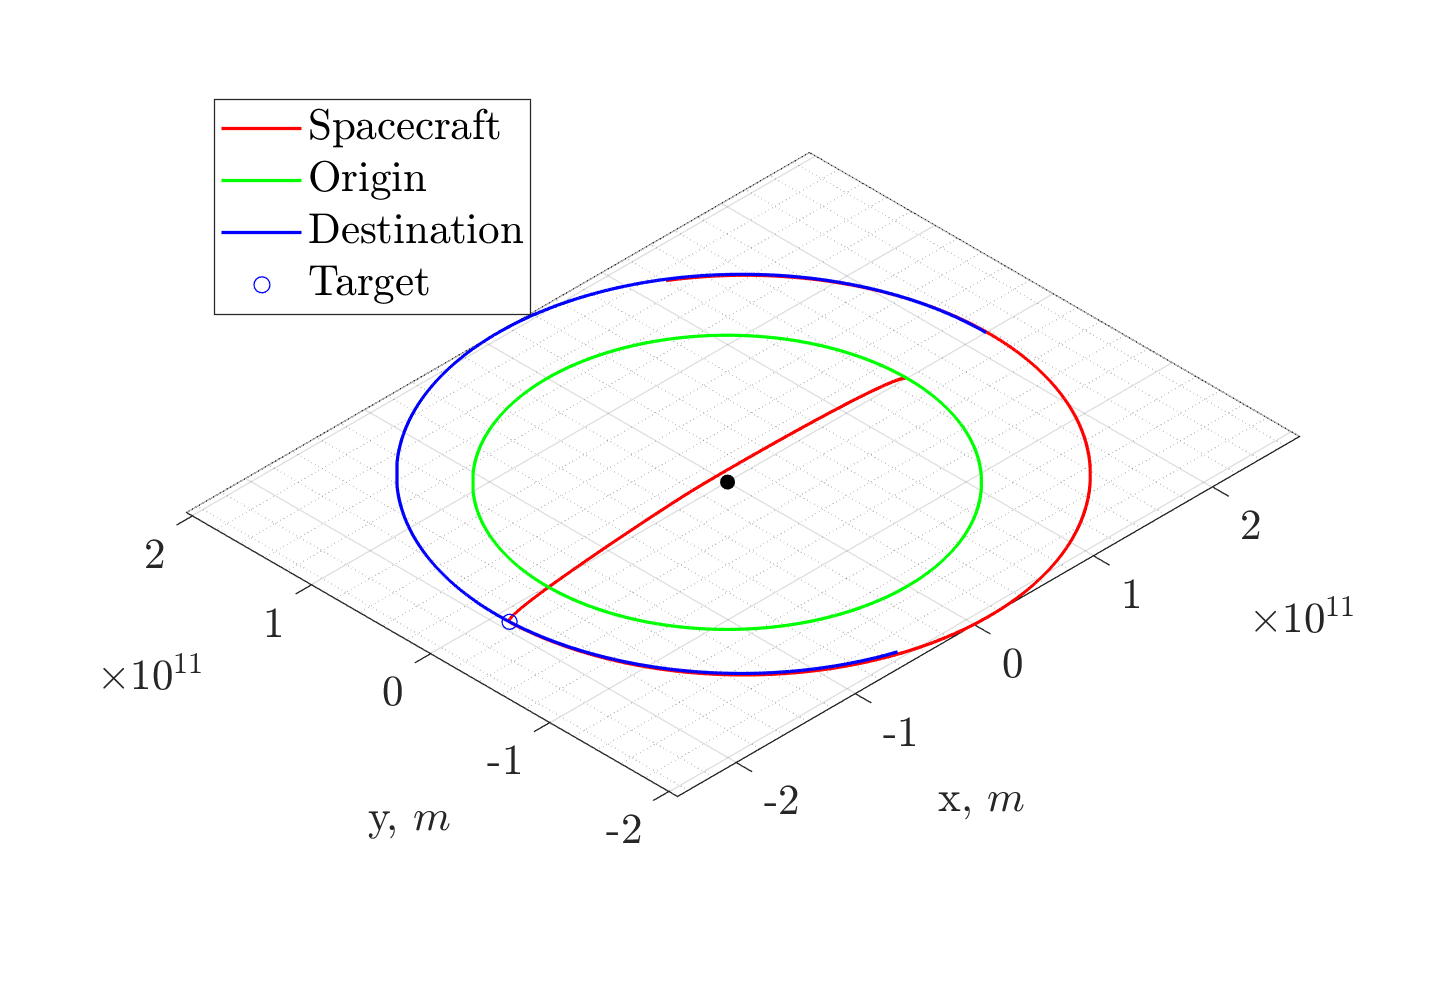 Spacecraft
Origin
Destination
Target
2
1
0
-1
-2
×10¹¹
y, m
2
1
0
-1
-2
×10¹¹
x, m